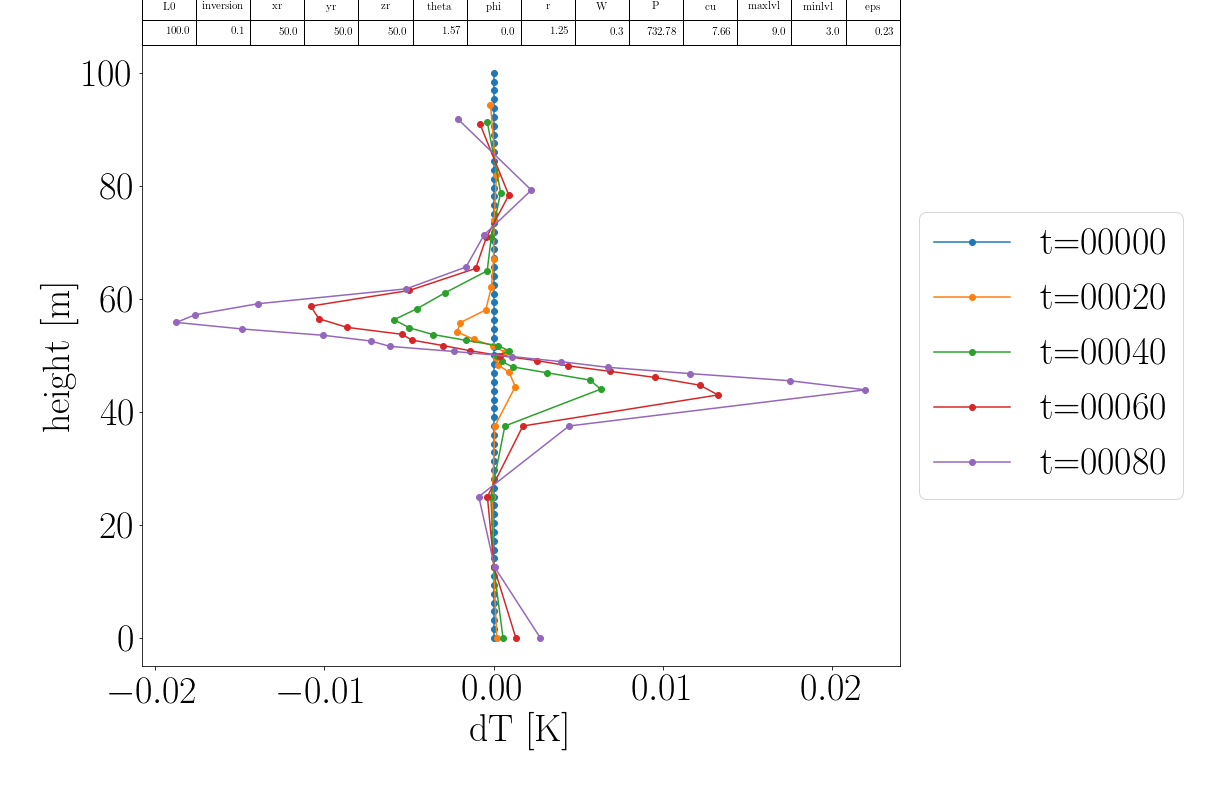 L0 inversion xr yr zr theta phi r W P cu maxlvl minlvl eps
100.0 0.1 50.0 50.0 50.0 1.57 0.0 1.25 0.3 732.78 7.66 9.0 3.0 0.23
100
80
60
40
20
0
height [m]
−0.02 −0.01 0.00 0.01 0.02
dT [K]
t=00000
t=00020
t=00040
t=00060
t=00080